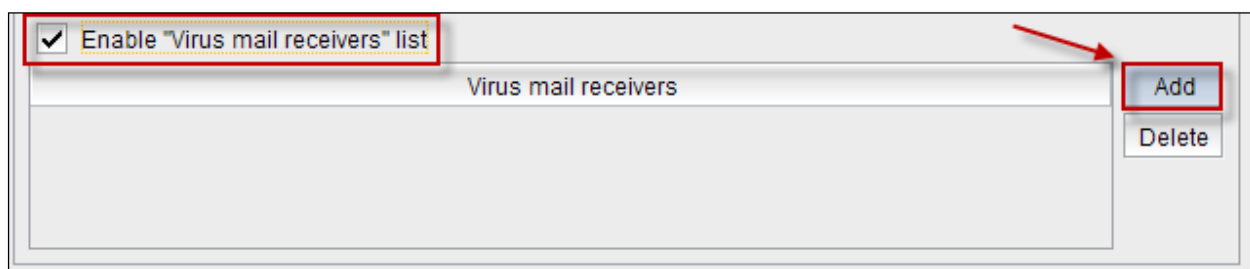 Enable "Virus mail receivers" list
Virus mail receivers
Add
Delete